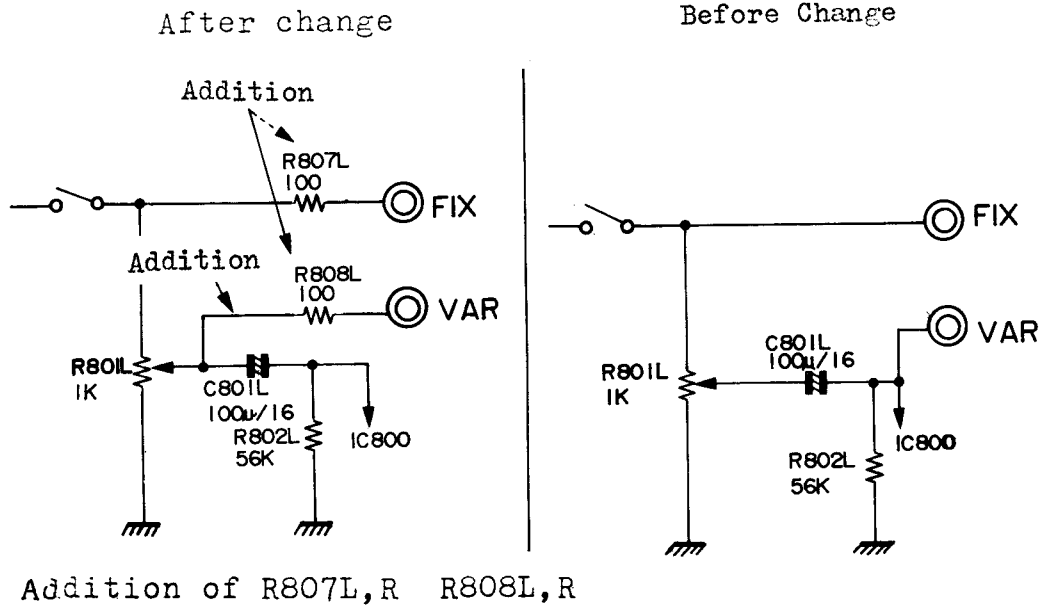 After change
Before Change
Addition
R807L
100
FIX
Addition
R808L
100
VAR
R801L
1K
C801L
100μ/16
R802L
56K
IC800
FIX
VAR
C801L
100μ/16
R801L
1K
IC800
R802L
56K
Addition of R807L,R R808L,R